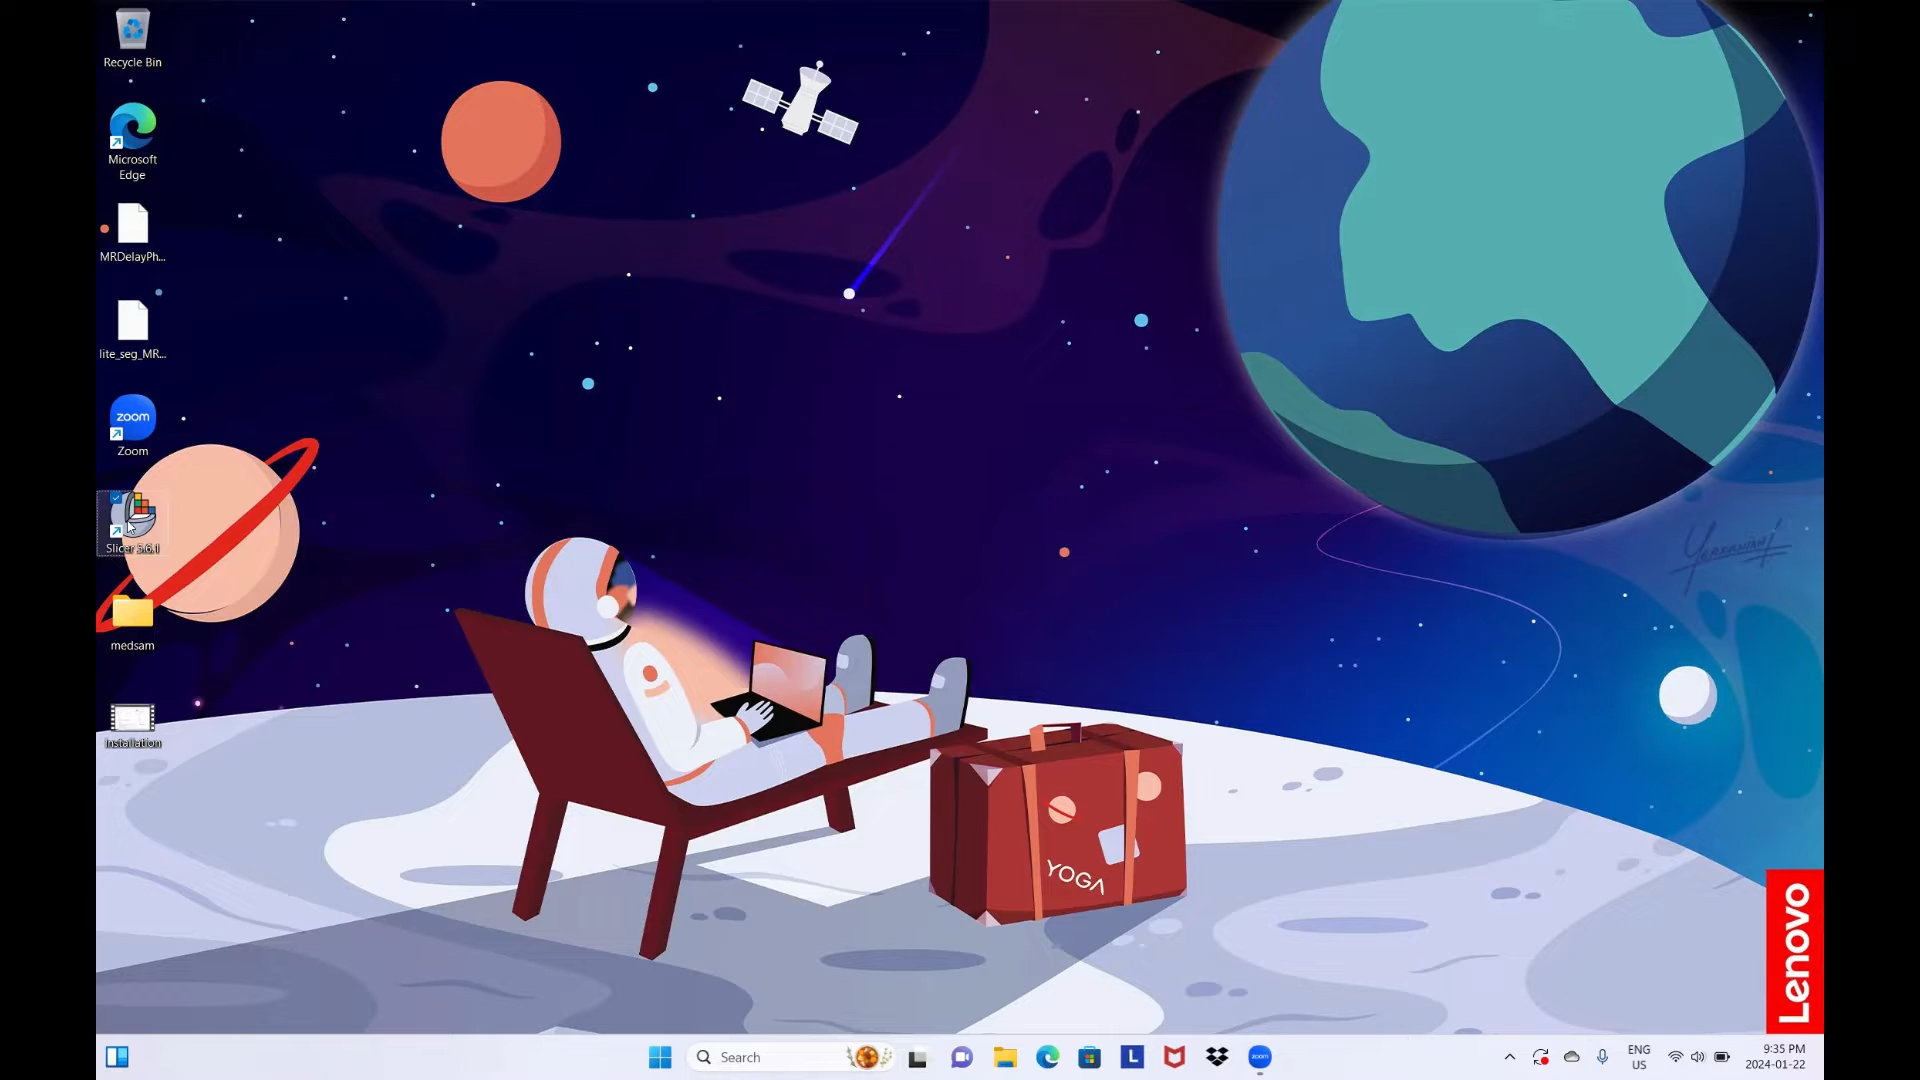 Recycle Bin
Microsoft
Edge
MRDelayPh...
lite_seg_MR...
zoom
Zoom
Slicer 5.6.1
medsam
Installation
YOGA
Lenovo
Search
L
zoom
ENG
US
9:35 PM
2024-01-22